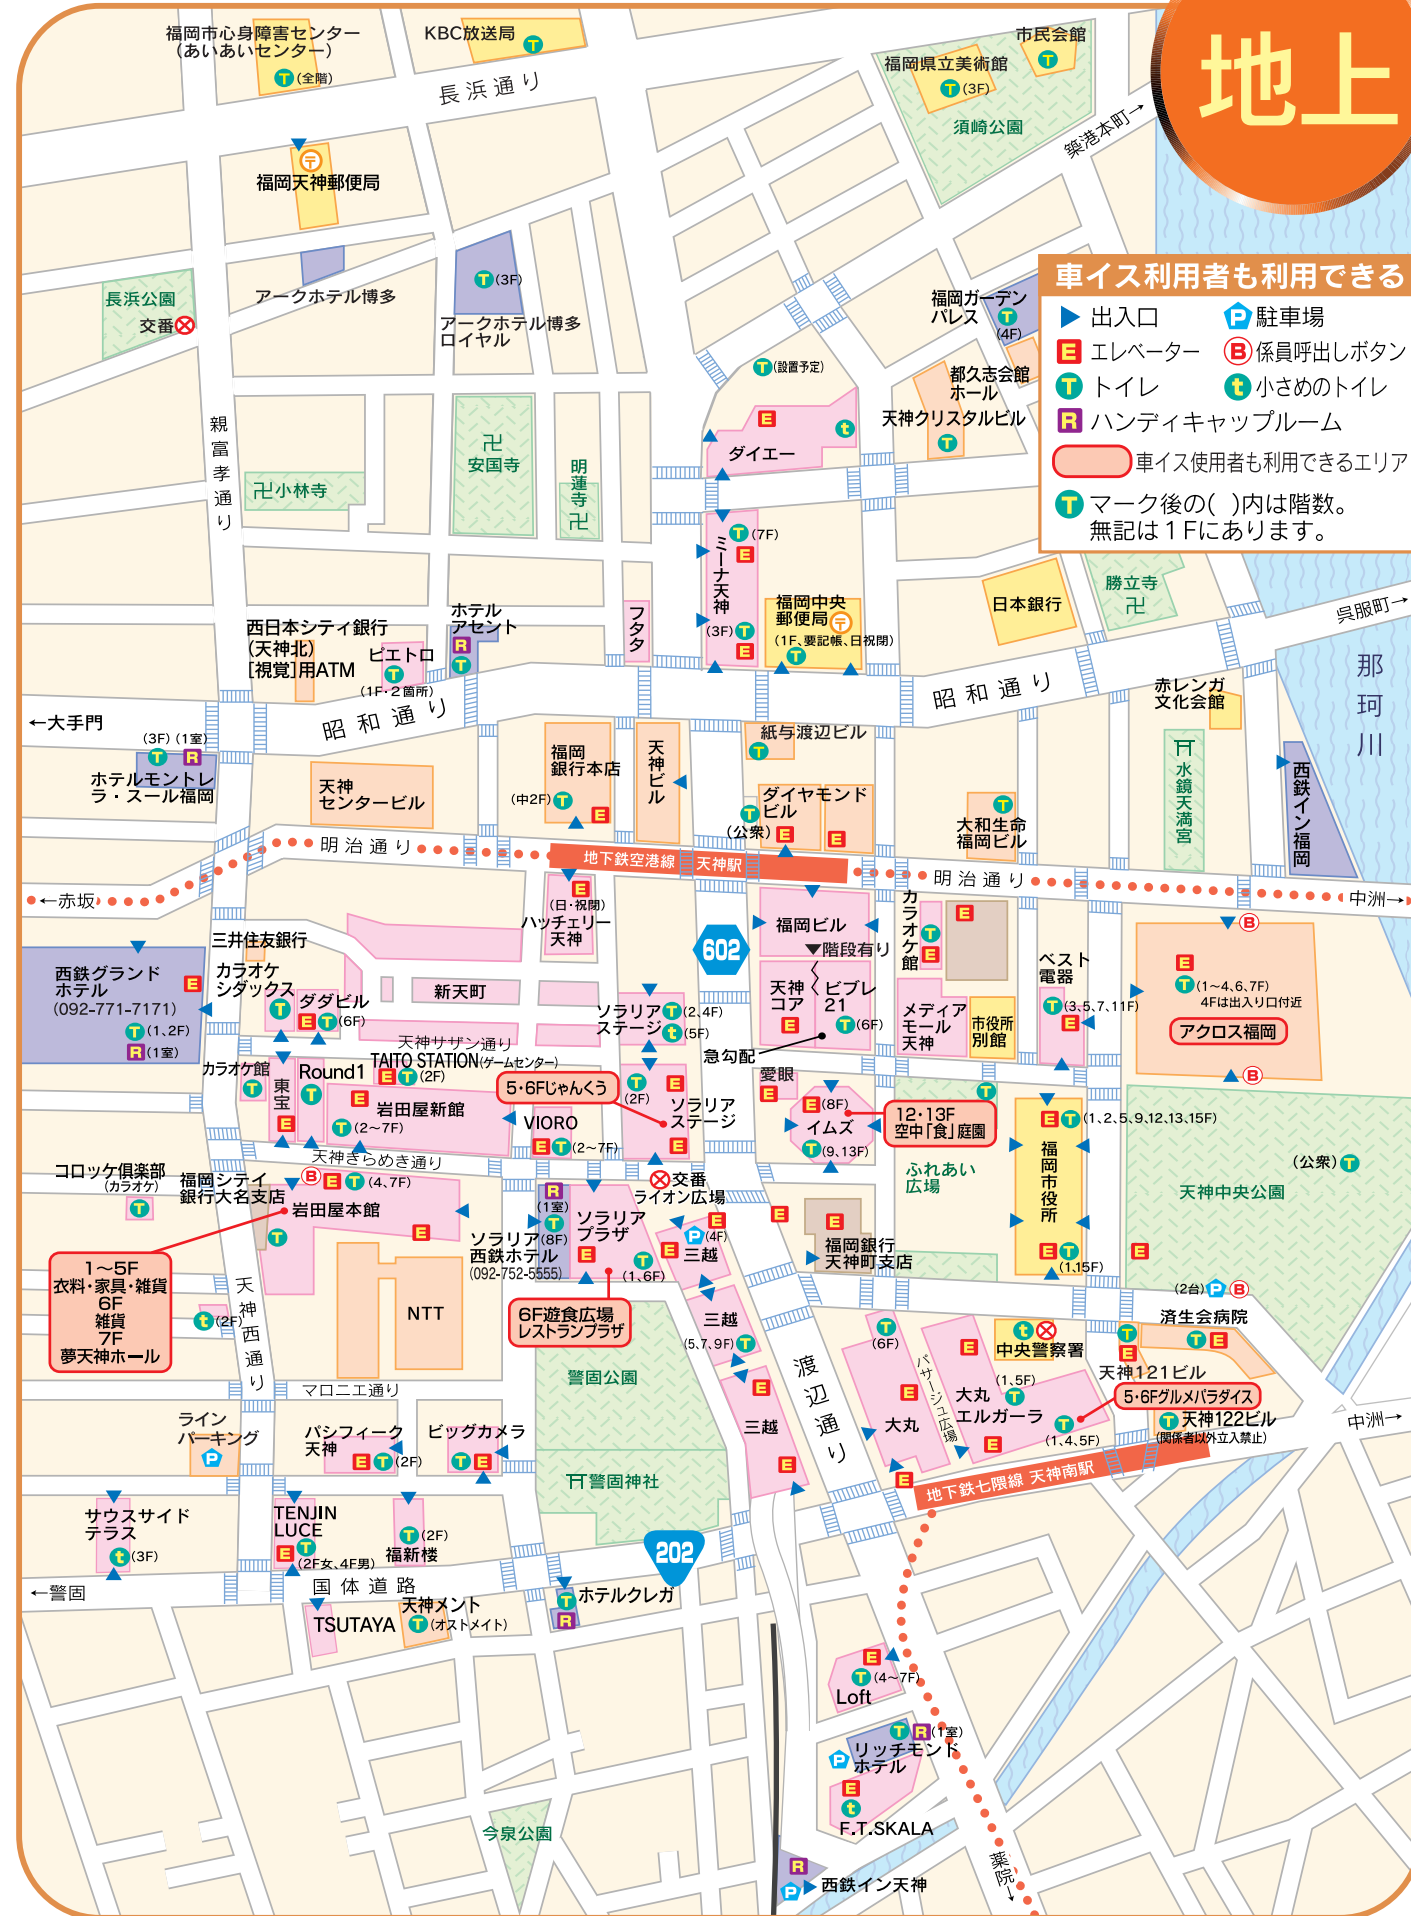 地上
福岡市心身障害センター
(あいあいセンター)
T(全階)
KBC放送局
T
長浜通り
市民会館
T
福岡県立美術館
T(3F)
須崎公園
築港本町→
福岡天神郵便局
車イス利用者も利用できる
出入口
P 駐車場
E エレベーター
B 係員呼出しボタン
T トイレ
t 小さめのトイレ
R ハンディキャップルーム
車イス使用者も利用できるエリア
T マーク後の( )内は階数。
無記は1Fにあります。
長浜公園
交番
アークホテル博多
T(3F)
アークホテル博多
ロイヤル
福岡ガーデン
パレス
T
(4F)
T(設置予定)
都久志会館
ホール
天神クリスタルビル
T
E
t
ダイエー
親富孝通り
卍
安国寺
卍小林寺
明蓮寺
卍
T(7F)
E
ミーナ天神
(3F)T
E
福岡中央
郵便局
(1F、要記帳、日祝閉)
T
日本銀行
勝立寺
卍
呉服町→
那珂川
フタタ
西日本シティ銀行
(天神北)
[視覚]用ATM
ピエトロ
T
(1F・2箇所)
ホテル
アセント
R
T
昭和通り
昭和通り
赤レンガ
文化会館
←大手門
(3F)(1室)
T R
ホテルモントレ
ラ・スール福岡
天神
センタービル
福岡
銀行本店
(中2F)T
E
天神ビル
紙与渡辺ビル
T
ダイヤモンド
ビル
T
(公衆)
E
E
T
大和生命
福岡ビル
水鏡天満宮
西鉄イン福岡
明治通り
地下鉄空港線 天神駅
明治通り
←赤坂
中洲→
E
(日・祝閉)
ハッチェリー
天神
602
福岡ビル
▼階段有り
カラオケ館
T
E
E
B
三井住友銀行
西鉄グランド
ホテル
(092-771-7171)
E
T(1、2F)
R(1室)
カラオケ
シダックス
T
ダダビル
E T(6F)
新天町
天神サザン通り
ソラリア
ステージ
T(2、4F)
t(5F)
天神
コア
E
ビブレ
21
T(6F)
急勾配
メディア
モール
天神
市役所
別館
ベスト
電器
T(3、5、7、11F)
E
E
T(1~4、6、7F)
4Fは出入り口付近
アクロス福岡
B
カラオケ館
T
東宝
E
Round1
T
TAITO STATION(ゲームセンター)
E T(2F)
E
岩田屋新館
T(2~7F)
5・6Fじゃんくう
VIORO
E T(2~7F)
T
(2F)
E
ソラリア
ステージ
E
愛眼
E
E(8F)
イムズ
T(9、13F)
12・13F
空中「食」庭園
T
ふれあい
広場
E T(1、2、5、9、12、13、15F)
福岡市役所
E T
(1、15F)
(公衆)T
天神中央公園
E
天神きらめき通り
コロッケ倶楽部
(カラオケ)
T
福岡シティ
銀行大名支店
B E T(4、7F)
岩田屋本館
T
E
交番
ライオン広場
R
(1室)
T
(8F)
ソラリア
西鉄ホテル
(092-752-5555)
ソラリア
プラザ
E
T
(1、6F)
E
P(4F)
E
三越
E
E
福岡銀行
天神町支店
1~5F
衣料・家具・雑貨
6F
雑貨
7F
夢天神ホール
NTT
6F遊食広場
レストランプラザ
天神西通り
t(2F)
三越
(5、7、9F)T
渡辺通り
T
(6F)
E
t
中央警察署
(2台)P B
済生会病院
T
E
T E
天神121ビル
警固公園
マロニエ通り
E
三越
E
E
大丸
パサージュ広場
(1、5F)
T
大丸
エルガーラ
T
(1、4、5F)
E
5・6Fグルメパラダイス
T 天神122ビル
(関係者以外立入禁止)
中洲→
ライン
パーキング
P
パシフィーク
天神
E T(2F)
ビッグカメラ
T E
警固神社
E
地下鉄七隈線 天神南駅
サウスサイド
テラス
t(3F)
TENJIN
LUCE
E T
(2F女、4F男)
T(2F)
福新楼
202
←警固
国体道路
TSUTAYA
天神メント
T(オストメイト)
T
R
ホテルクレガ
E
T(4~7F)
Loft
T R(1室)
リッチモンド
ホテル
P
E
t
F.T.SKALA
今泉公園
R
P
西鉄イン天神
薬院→